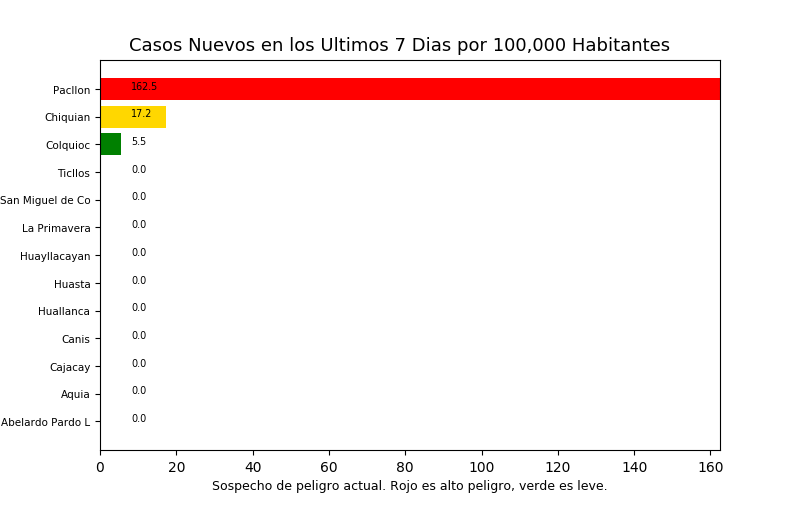 Casos Nuevos en los Ultimos 7 Dias por 100,000 Habitantes
Pacllon 162.5
Chiquian 17.2
Colquioc 5.5
Ticllos 0.0
San Miguel de Co 0.0
La Primavera 0.0
Huayllacayan 0.0
Huasta 0.0
Huallanca 0.0
Canis 0.0
Cajacay 0.0
Aquia 0.0
Abelardo Pardo L 0.0
0 20 40 60 80 100 120 140 160
Sospecho de peligro actual. Rojo es alto peligro, verde es leve.